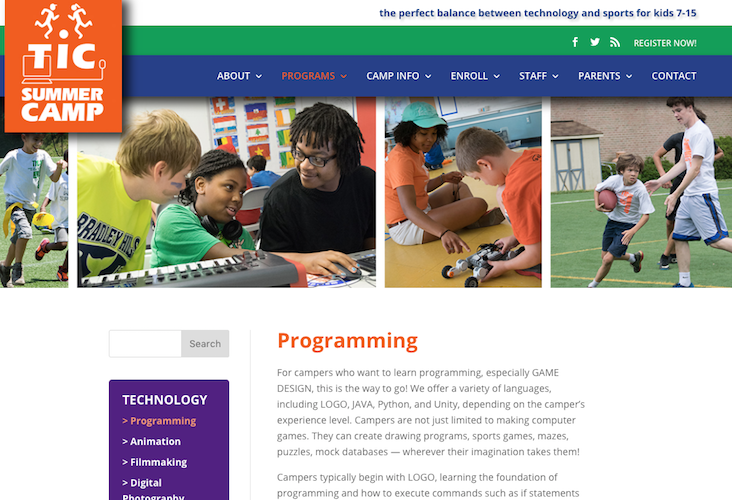 the perfect balance between technology and sports for kids 7-15
REGISTER NOW!
TIC
SUMMER
CAMP
ABOUT PROGRAMS CAMP INFO ENROLL STAFF PARENTS CONTACT
BRADLEY HILLS
Search
TECHNOLOGY
> Programming
> Animation
> Filmmaking
> Digital
Photography
Programming
For campers who want to learn programming, especially GAME
DESIGN, this is the way to go! We offer a variety of languages,
including LOGO, JAVA, Python, and Unity, depending on the camper's
experience level. Campers are not just limited to making computer
games. They can create drawing programs, sports games, mazes,
puzzles, mock databases — wherever their imagination takes them!
Campers typically begin with LOGO, learning the foundation of
programming and how to execute commands such as if statements